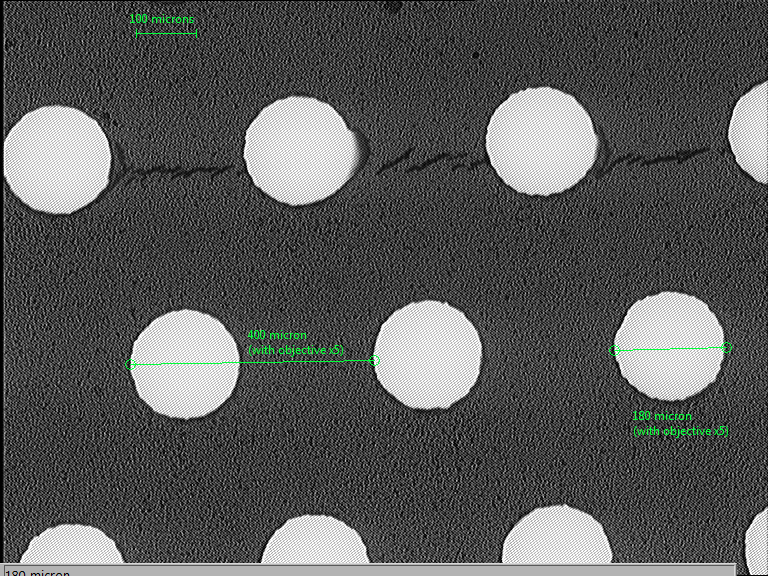 100 microns
400 micron
(with objective x5)
180 micron
(with objective x5)
180 micron